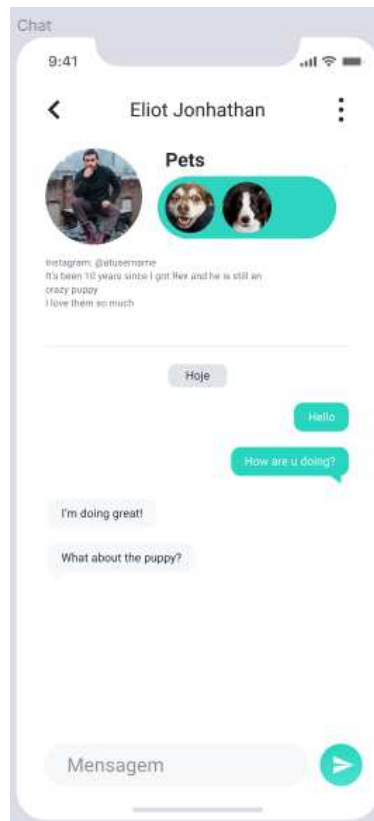 Chat
9:41
Eliot Jonhathan
Pets
Instagram: @atusername
It's been 10 years since I got Rex and he is still an
crazy puppy
I love them so much
Hoje
Hello
How are u doing?
I'm doing great!
What about the puppy?
Mensagem